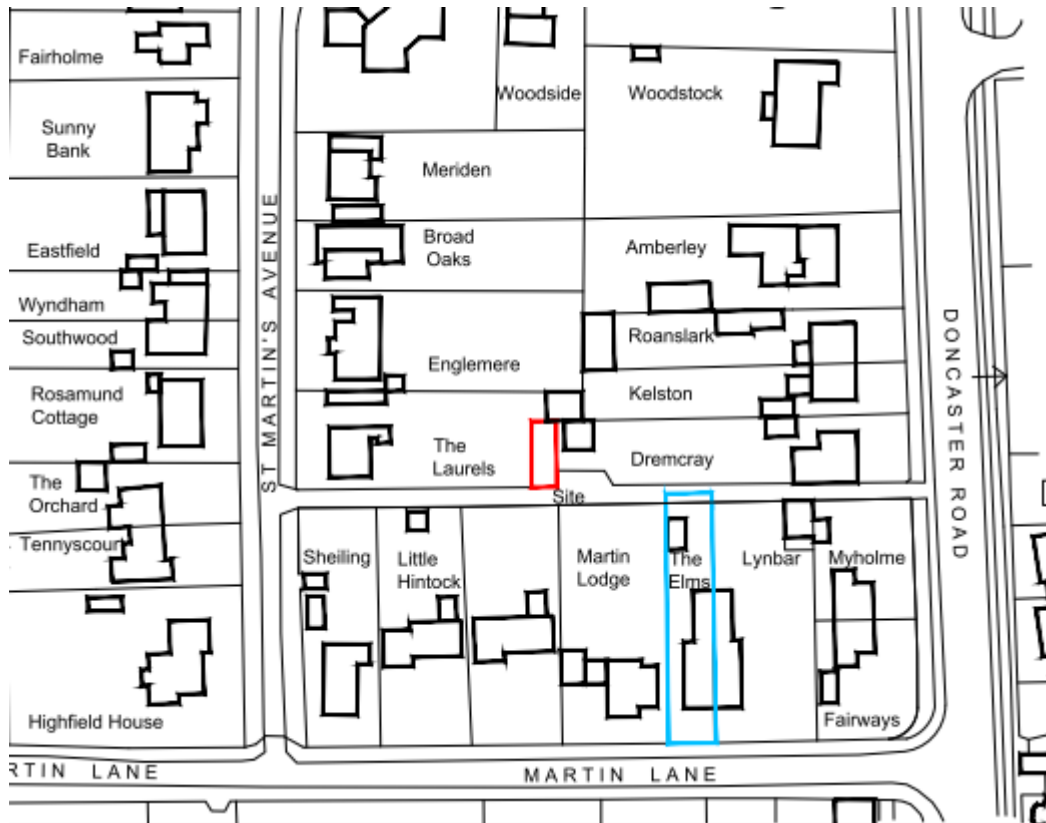 Fairholme
Woodside
Woodstock
Sunny
Bank
Meriden
ST MARTIN'S AVENUE
Broad
Oaks
Amberley
Eastfield
Wyndham
Southwood
Roanslark
Englemere
Kelston
DONCASTER ROAD
Rosamund
Cottage
The
Laurels
Dremcray
The
Orchard
Site
Tennyscourt
Sheiling
Little
Hintock
Martin
Lodge
The
Elms
Lynbar
Myholme
Highfield House
Fairways
RTIN LANE
MARTIN LANE